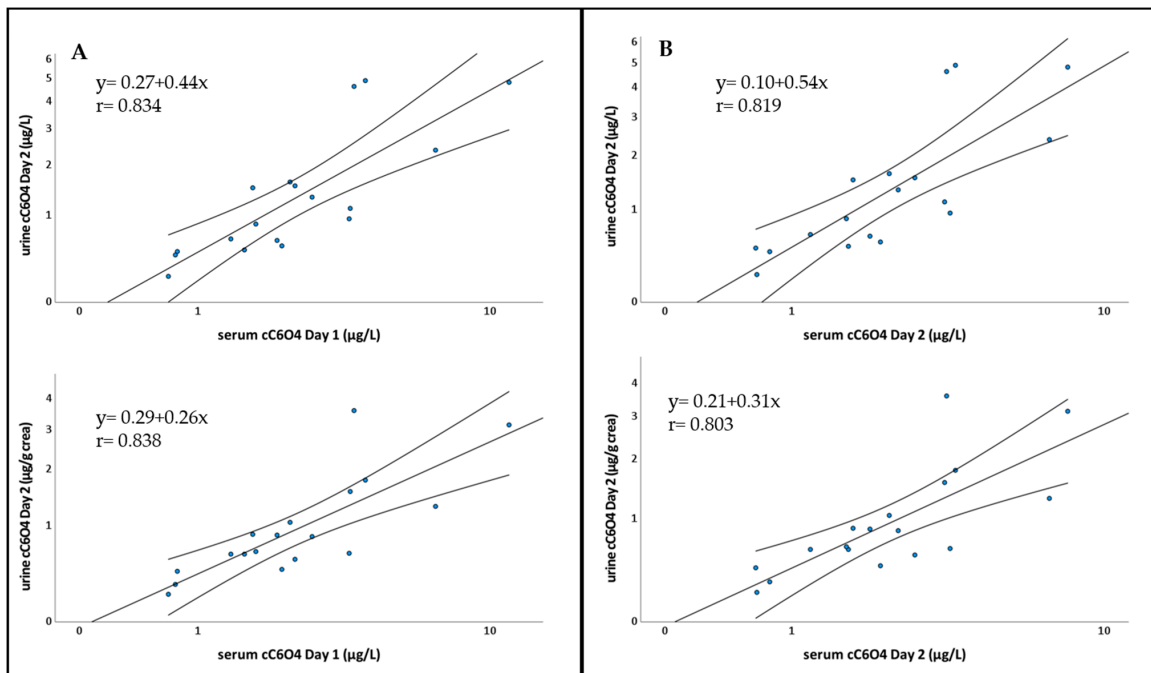 A
y= 0.27+0.44x
r= 0.834
urine cC6O4 Day 2 (µg/L)
6
5
4
3
2
1
0
0 1 10
serum cC6O4 Day 1 (µg/L)
y= 0.29+0.26x
r= 0.838
urine cC6O4 Day 2 (µg/g crea)
4
3
2
1
0
0 1 10
serum cC6O4 Day 1 (µg/L)
B
y= 0.10+0.54x
r= 0.819
urine cC6O4 Day 2 (µg/L)
6
5
4
3
2
1
0
0 1 10
serum cC6O4 Day 2 (µg/L)
y= 0.21+0.31x
r= 0.803
urine cC6O4 Day 2 (µg/g crea)
4
3
2
1
0
0 1 10
serum cC6O4 Day 2 (µg/L)